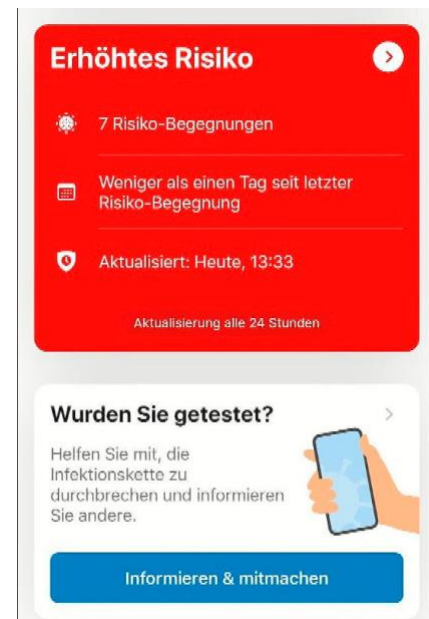 Erhöhtes Risiko
7 Risiko-Begegnungen
Weniger als einen Tag seit letzter
Risiko-Begegnung
Aktualisiert: Heute, 13:33
Aktualisierung alle 24 Stunden
Wurden Sie getestet?
Helfen Sie mit, die
Infektionskette zu
durchbrechen und informieren
Sie andere.
Informieren & mitmachen